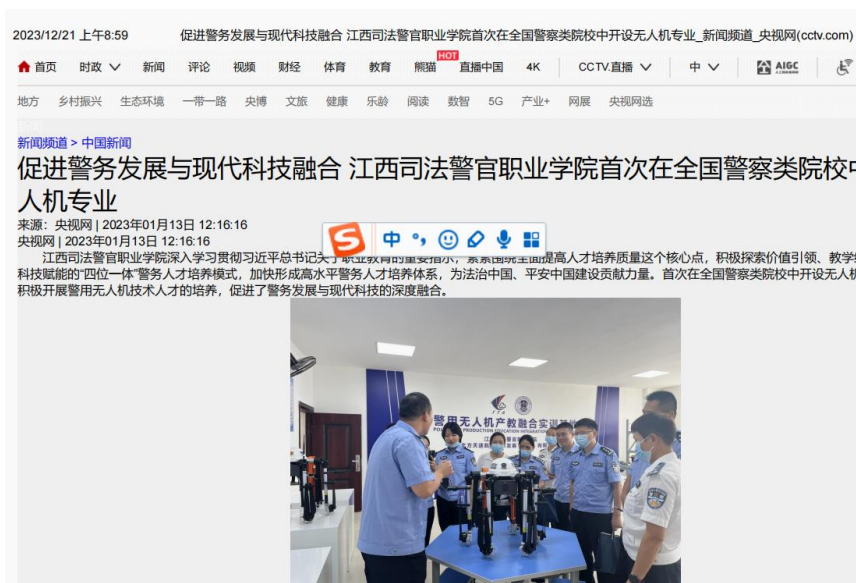 2023/12/21 上午8:59 促进警务发展与现代科技融合 江西司法警官职业学院首次在全国警察类院校中开设无人机专业_新闻频道_央视网(cctv.com)
首页 时政 新闻 评论 视频 财经 体育 教育 熊猫 HOT 直播中国 4K CCTV.直播 中 AIGC
地方 乡村振兴 生态环境 一带一路 央博 文旅 健康 乐龄 阅读 数智 5G 产业+ 网展 央视网选
新闻频道 > 中国新闻
促进警务发展与现代科技融合 江西司法警官职业学院首次在全国警察类院校
人机专业
来源：央视网 | 2023年01月13日 12:16:16
央视网 | 2023年01月13日 12:16:16
中
江西司法警官职业学院深入学习贯彻习近平总书记关于职业教育的重要指示，紧紧围绕全面提高人才培养质量这个核心点，积极探索价值引领、教学
科技赋能的“四位一体”警务人才培养模式，加快形成高水平警务人才培养体系，为法治中国、平安中国建设贡献力量。首次在全国警察类院校中开设无人
积极开展警用无人机技术人才的培养，促进了警务发展与现代科技的深度融合。
警用无人机产教融合实训基
PRODUCTION EDUCATION INTEGRATION